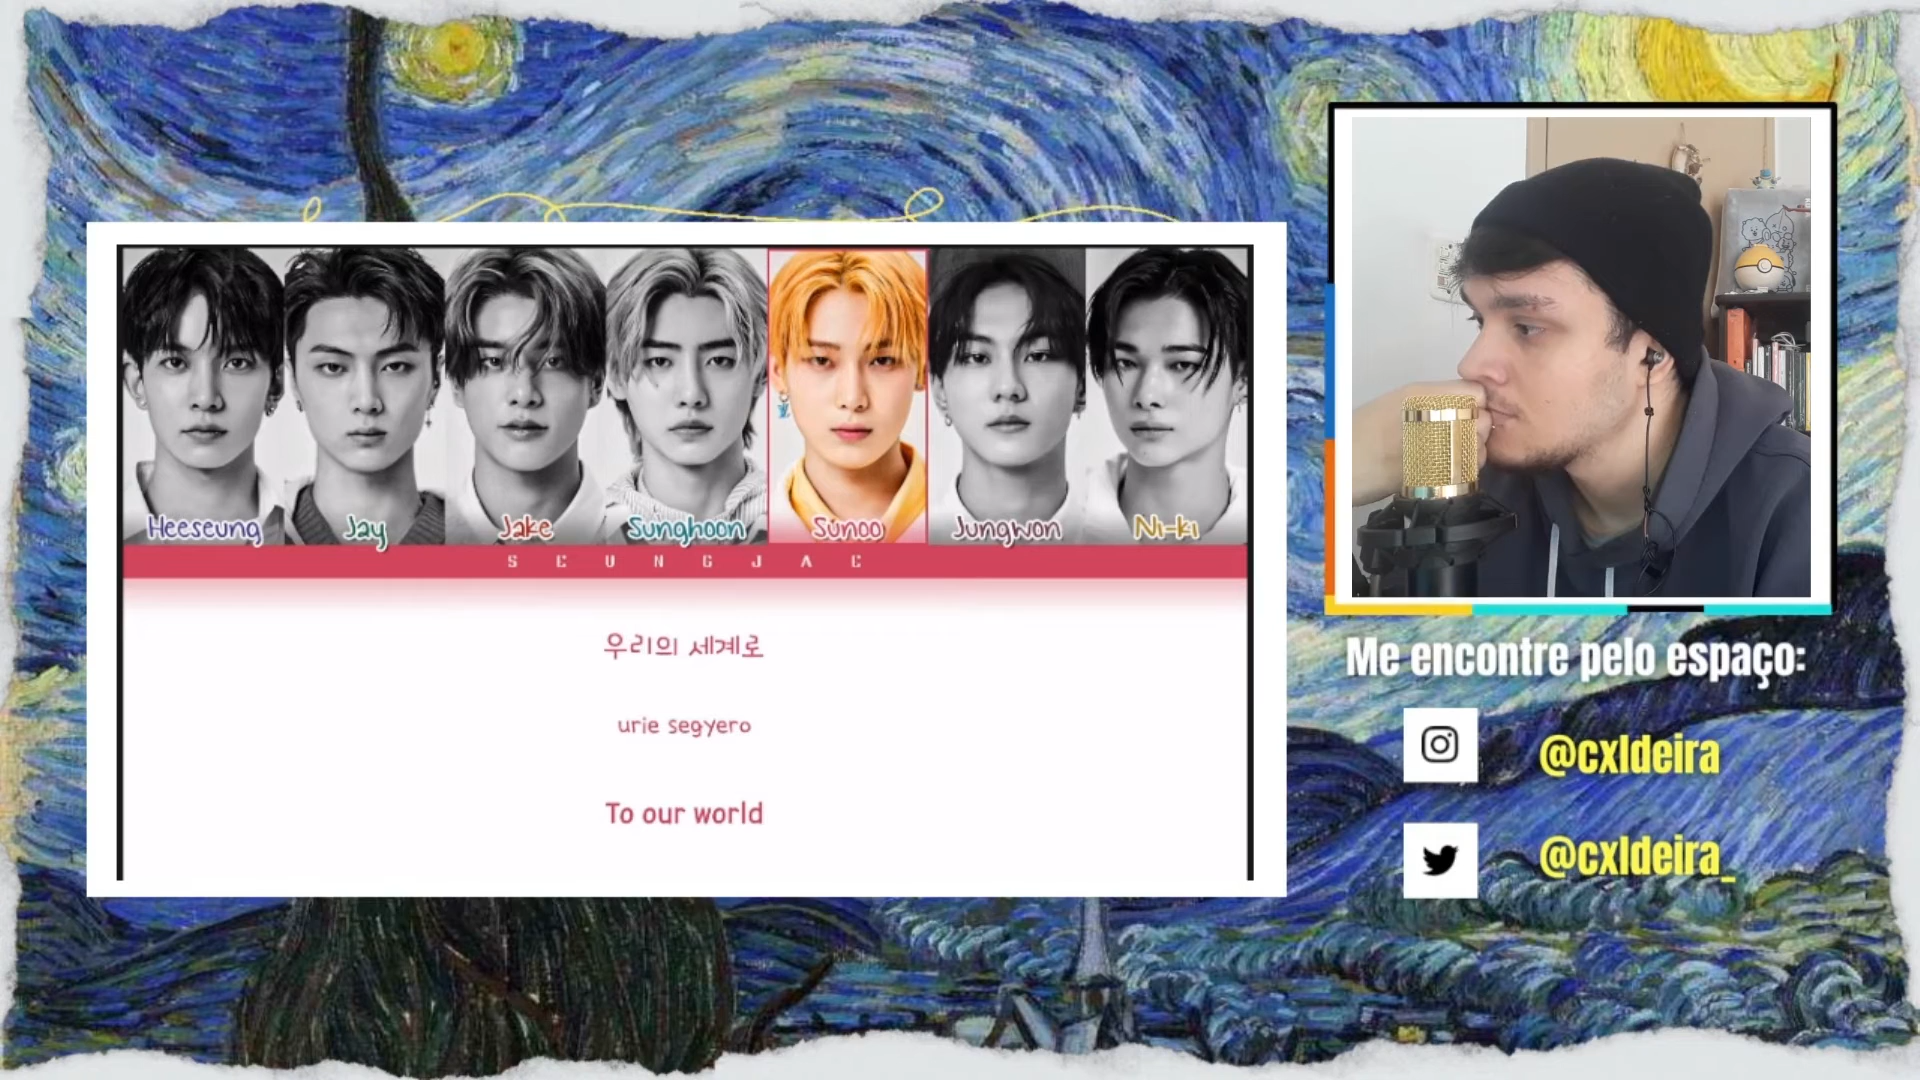 Heeseung
Jay
Jake
Sunghoon
Sunoo
Jungwon
Ni-ki
SEUNGJAE
우리의 세계로
urie segyero
To our world
Me encontre pelo espaço:
@cxldeira
@cxldeira_